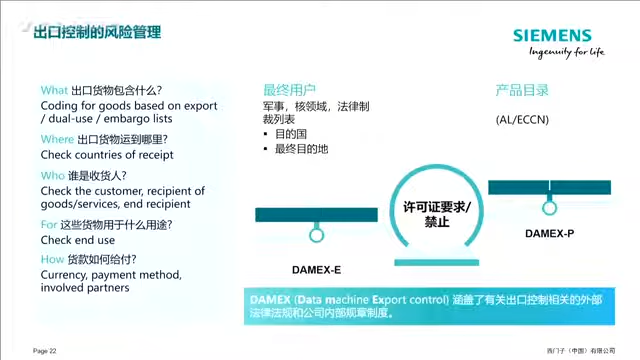 出口控制的风险管理
SIEMENS
Ingenuity for life
What 出口货物包含什么?
Coding for goods based on export
/ dual-use / embargo lists
Where 出口货物运到哪里?
Check countries of receipt
Who 谁是收货人?
Check the customer, recipient of
goods/services, end recipient
For 这些货物用于什么用途?
Check end use
How 货款如何给付?
Currency, payment method,
involved partners
最终用户
军事，核领域，法律制
裁列表
▪ 目的国
▪ 最终目的地
产品目录
(AL/ECCN)
许可证要求/
禁止
DAMEX-E
DAMEX-P
DAMEX (Data machine Export control) 涵盖了有关出口控制相关的外部
法律法规和公司内部规章制度。
Page 22
西门子（中国）有限公司